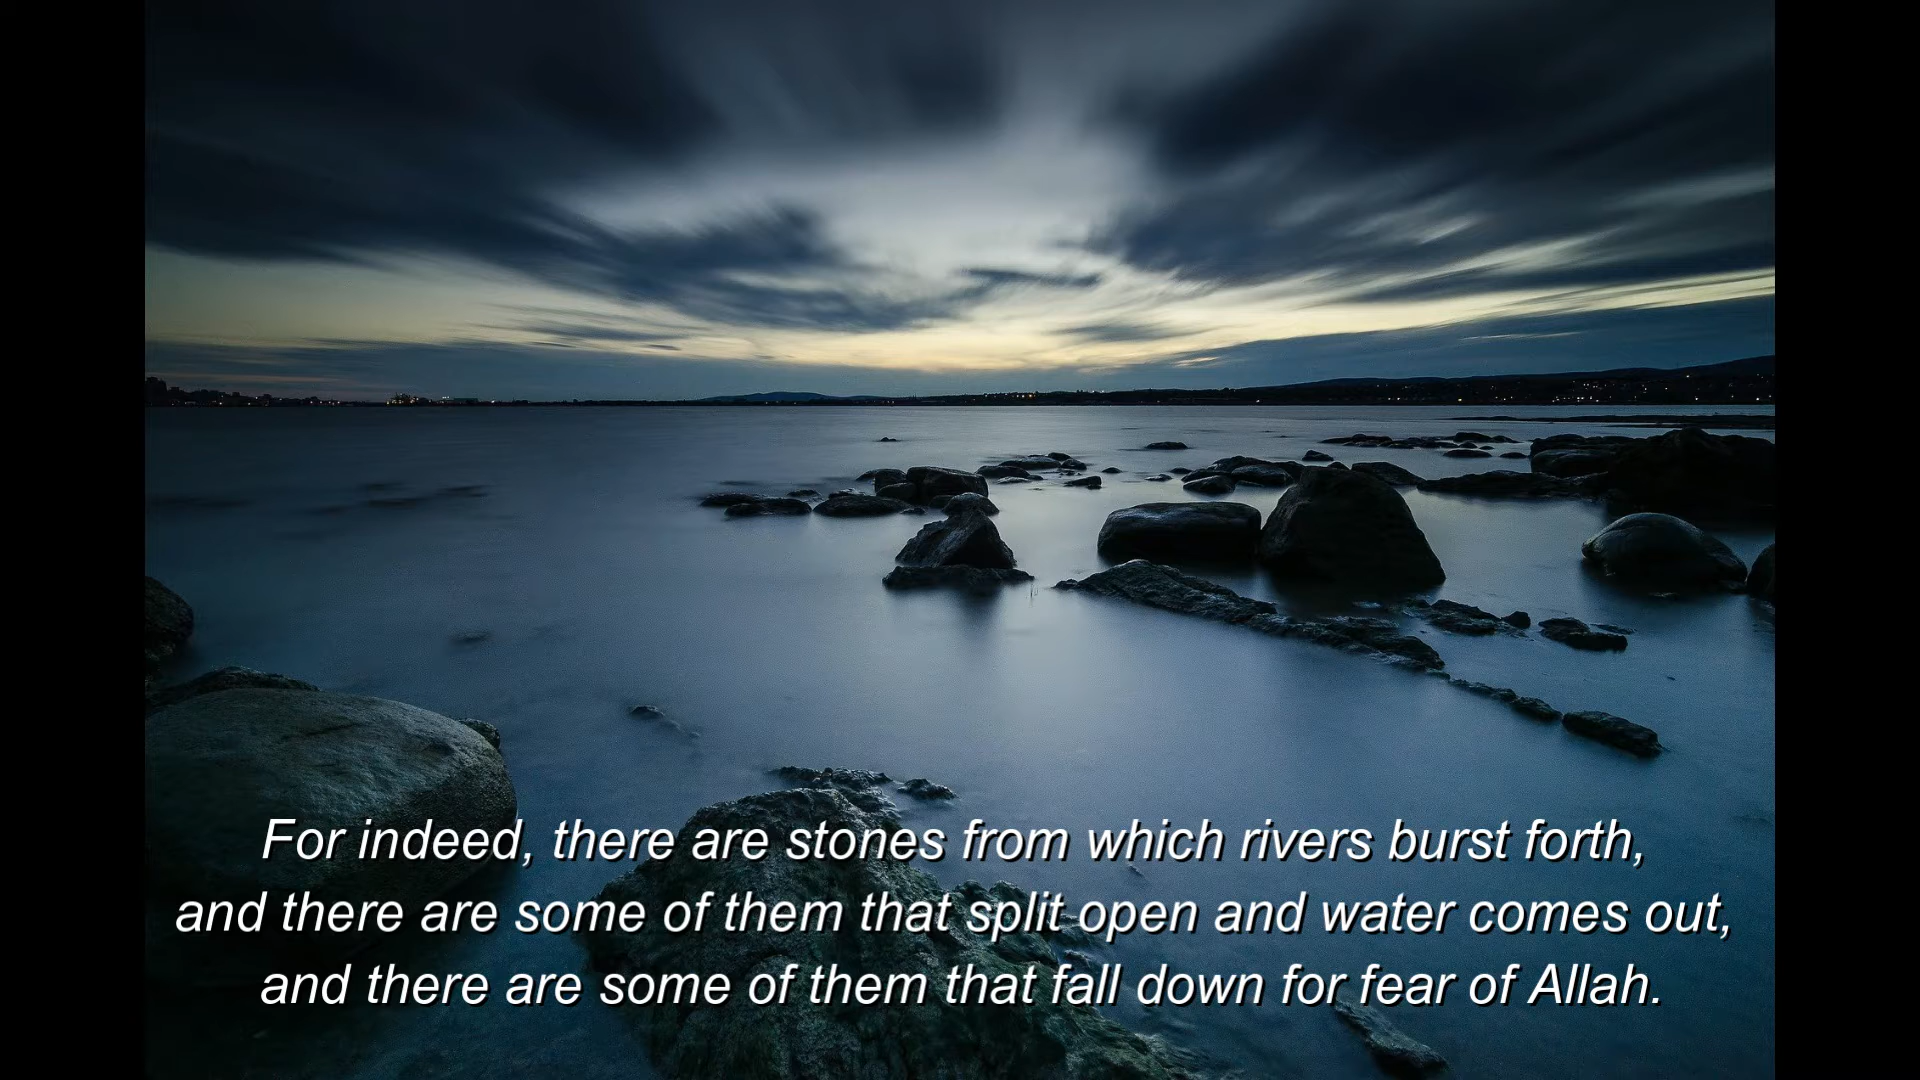 For indeed, there are stones from which rivers burst forth,
and there are some of them that split open and water comes out,
and there are some of them that fall down for fear of Allah.